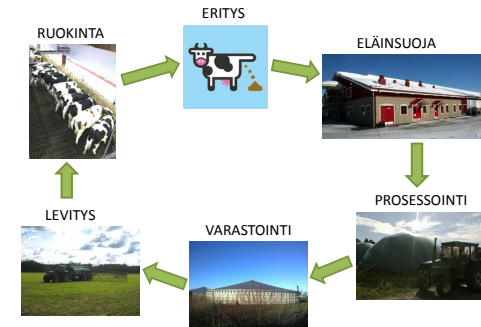 RUOKINTA
ERITYS
ELÄINSUOJA
PROSESSOINTI
VARASTOINTI
LEVITYS